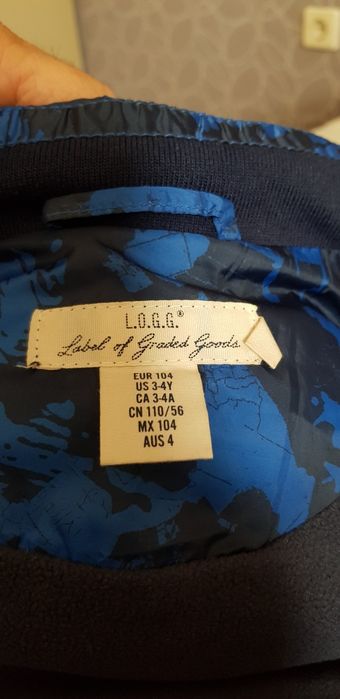 L.O.G.G.®
Label of Graded Goods
EUR 104
US 3-4Y
CA 3-4A
CN 110/56
MX 104
AUS 4